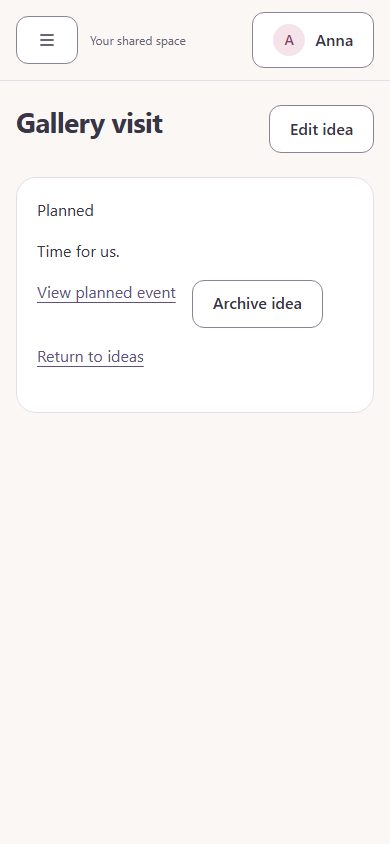 Your shared space
A
Anna
Gallery visit
Edit idea
Planned
Time for us.
View planned event
Archive idea
Return to ideas